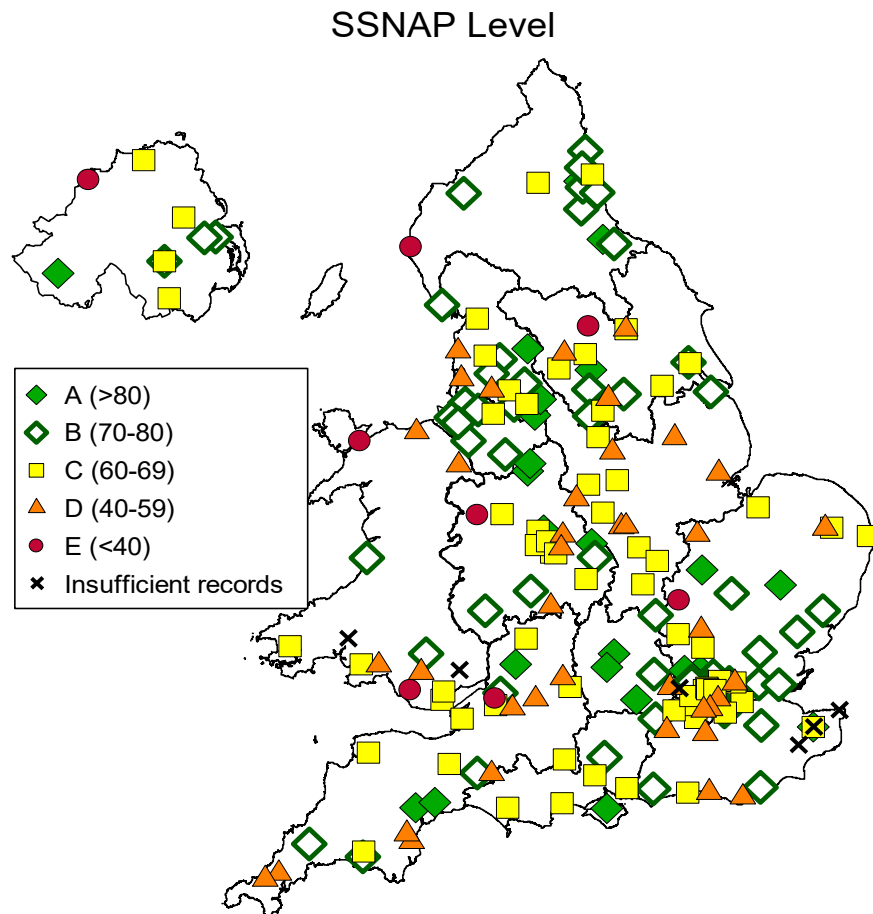 SSNAP Level
A (>80)
B (70-80)
C (60-69)
D (40-59)
E (<40)
Insufficient records